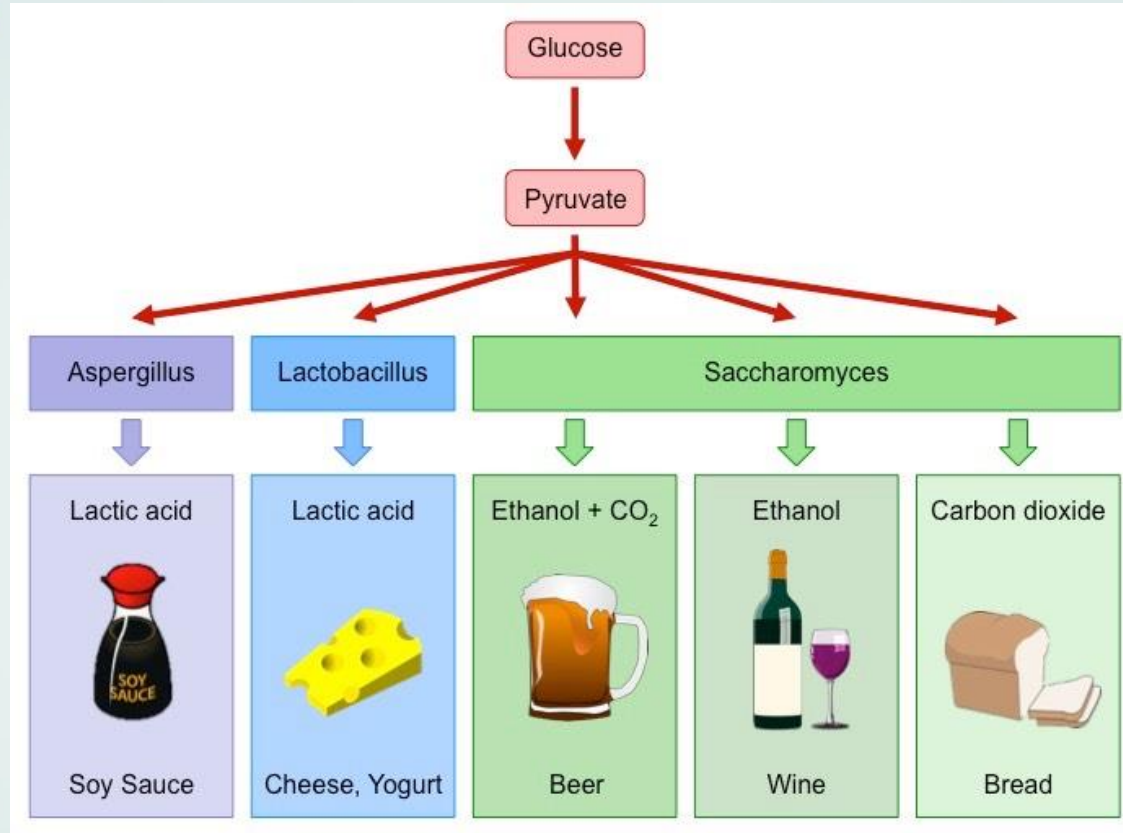 Glucose
Pyruvate
Aspergillus
Lactobacillus
Saccharomyces
Lactic acid
SOY
SAUCE
Soy Sauce
Lactic acid
Cheese, Yogurt
Ethanol + CO₂
Beer
Ethanol
Wine
Carbon dioxide
Bread